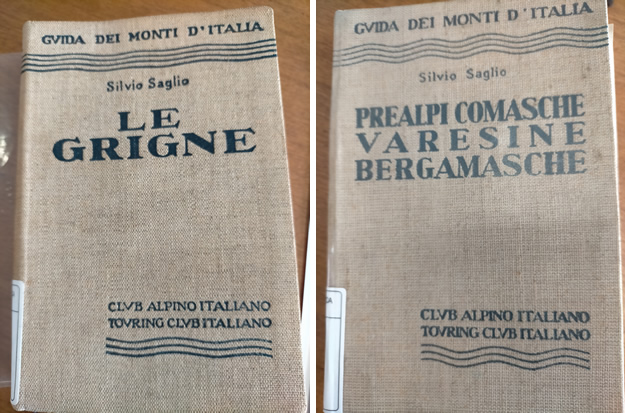 GVIDA DEI MONTI D'ITALIA
Silvio Saglio
LE
GRIGNE
CLVB ALPINO ITALIANO
TOVRING CLVB ITALIANO
GVIDA DEI MONTI D'ITALIA
Silvio Saglio
PREALPI COMASCHE
VARESINE
BERGAMASCHE
CLVB ALPINO ITALIANO
TOVRING CLVB ITALIANO